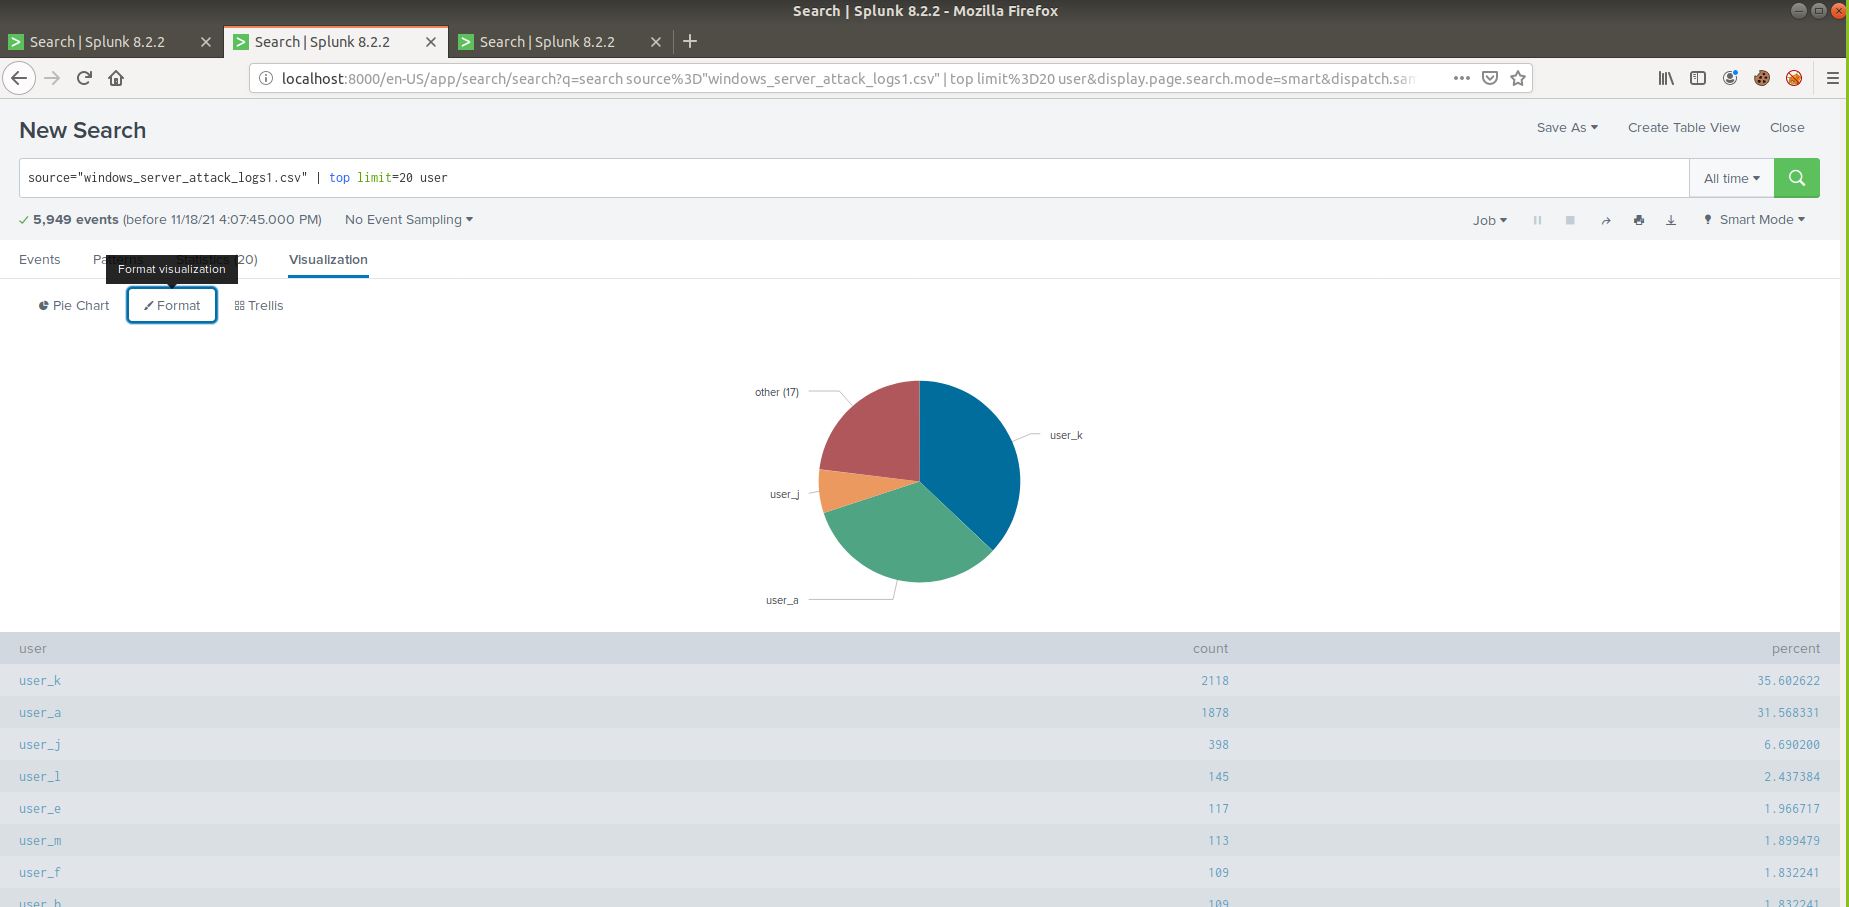 Search | Splunk 8.2.2 - Mozilla Firefox
Search | Splunk 8.2.2
Search | Splunk 8.2.2
Search | Splunk 8.2.2
localhost:8000/en-US/app/search/search?q=search source%3D"windows_server_attack_logs1.csv" | top limit%3D20 user&display.page.search.mode=smart&dispatch.sam
New Search
Save As
Create Table View
Close
source="windows_server_attack_logs1.csv" | top limit=20 user
All time
5,949 events (before 11/18/21 4:07:45.000 PM)
No Event Sampling
Job
Smart Mode
Events
Patterns
Statistics (20)
Visualization
Format visualization
Pie Chart
Format
Trellis
other (17)
user_k
user_j
user_a
user count percent
user_k 2118 35.602622
user_a 1878 31.568331
user_j 398 6.690200
user_l 145 2.437384
user_e 117 1.966717
user_m 113 1.899479
user_f 109 1.832241
user_h 109 1.832241